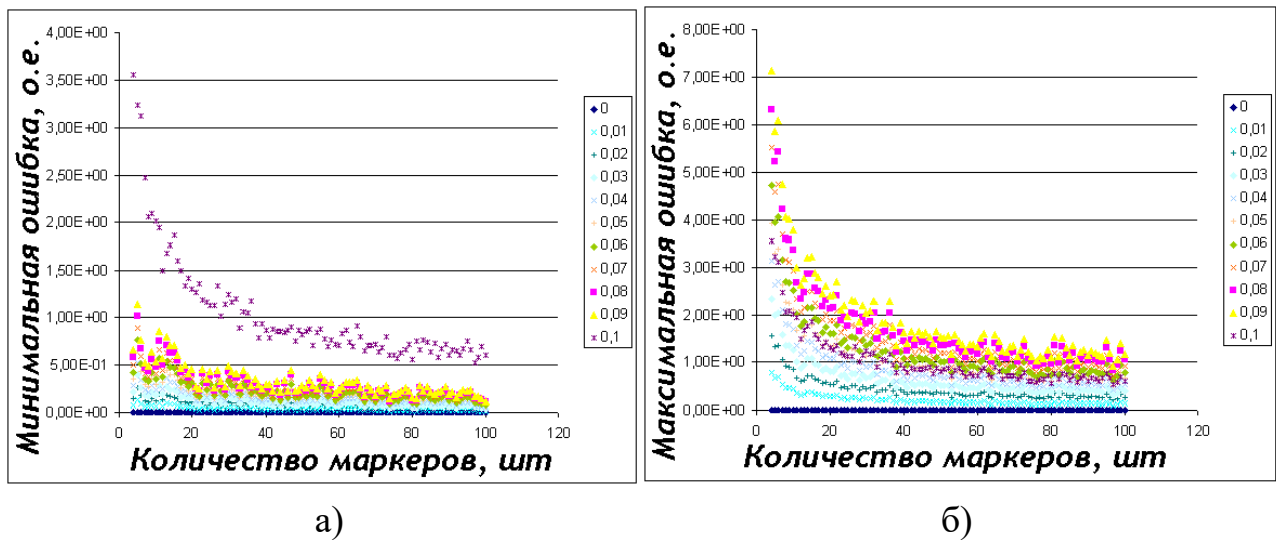 Минимальная ошибка, о.е.
4,00E+00
3,50E+00
3,00E+00
2,50E+00
2,00E+00
1,50E+00
1,00E+00
5,00E-01
0,00E+00
0 20 40 60 80 100 120
Количество маркеров, шт
0
0,01
0,02
0,03
0,04
0,05
0,06
0,07
0,08
0,09
0,1
а)
Максимальная ошибка, о.е.
8,00E+00
7,00E+00
6,00E+00
5,00E+00
4,00E+00
3,00E+00
2,00E+00
1,00E+00
0,00E+00
0 20 40 60 80 100 120
Количество маркеров, шт
0
0,01
0,02
0,03
0,04
0,05
0,06
0,07
0,08
0,09
0,1
б)